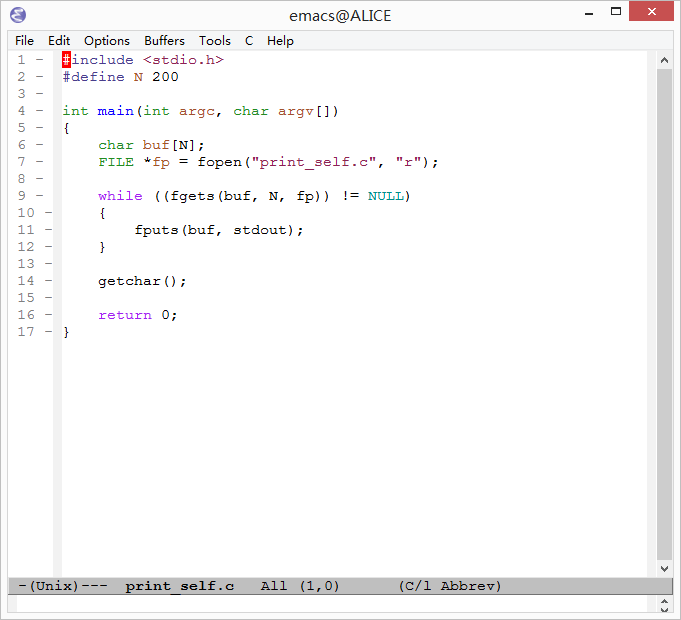 emacs@ALICE
File Edit Options Buffers Tools C Help
1 - #include <stdio.h>
2 - #define N 200
3 -
4 - int main(int argc, char argv[])
5 - {
6 -     char buf[N];
7 -     FILE *fp = fopen("print_self.c", "r");
8 -
9 -     while ((fgets(buf, N, fp)) != NULL)
10 -     {
11 -         fputs(buf, stdout);
12 -     }
13 -
14 -     getchar();
15 -
16 -     return 0;
17 - }
-(Unix)---  print_self.c   All (1,0)      (C/l Abbrev)